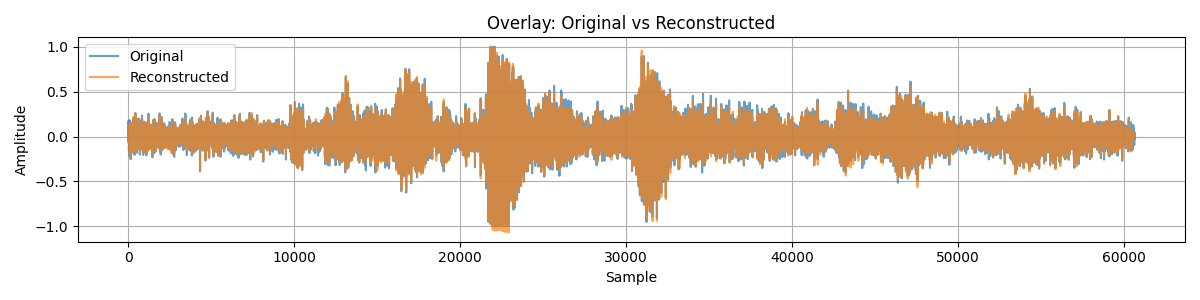 Overlay: Original vs Reconstructed
Original
Reconstructed
Amplitude
1.0
0.5
0.0
−0.5
−1.0
0 10000 20000 30000 40000 50000 60000
Sample